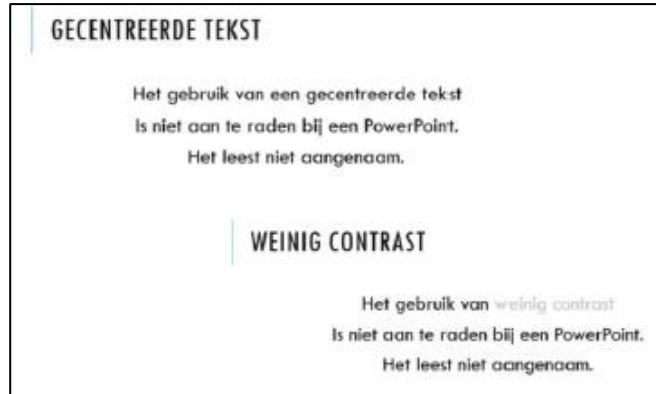 GECENTREERDE TEKST
Het gebruik van een gecentreerde tekst
Is niet aan te raden bij een PowerPoint.
Het leest niet aangenaam.
WEINIG CONTRAST
Het gebruik van weinig contrast
Is niet aan te raden bij een PowerPoint.
Het leest niet aangenaam.